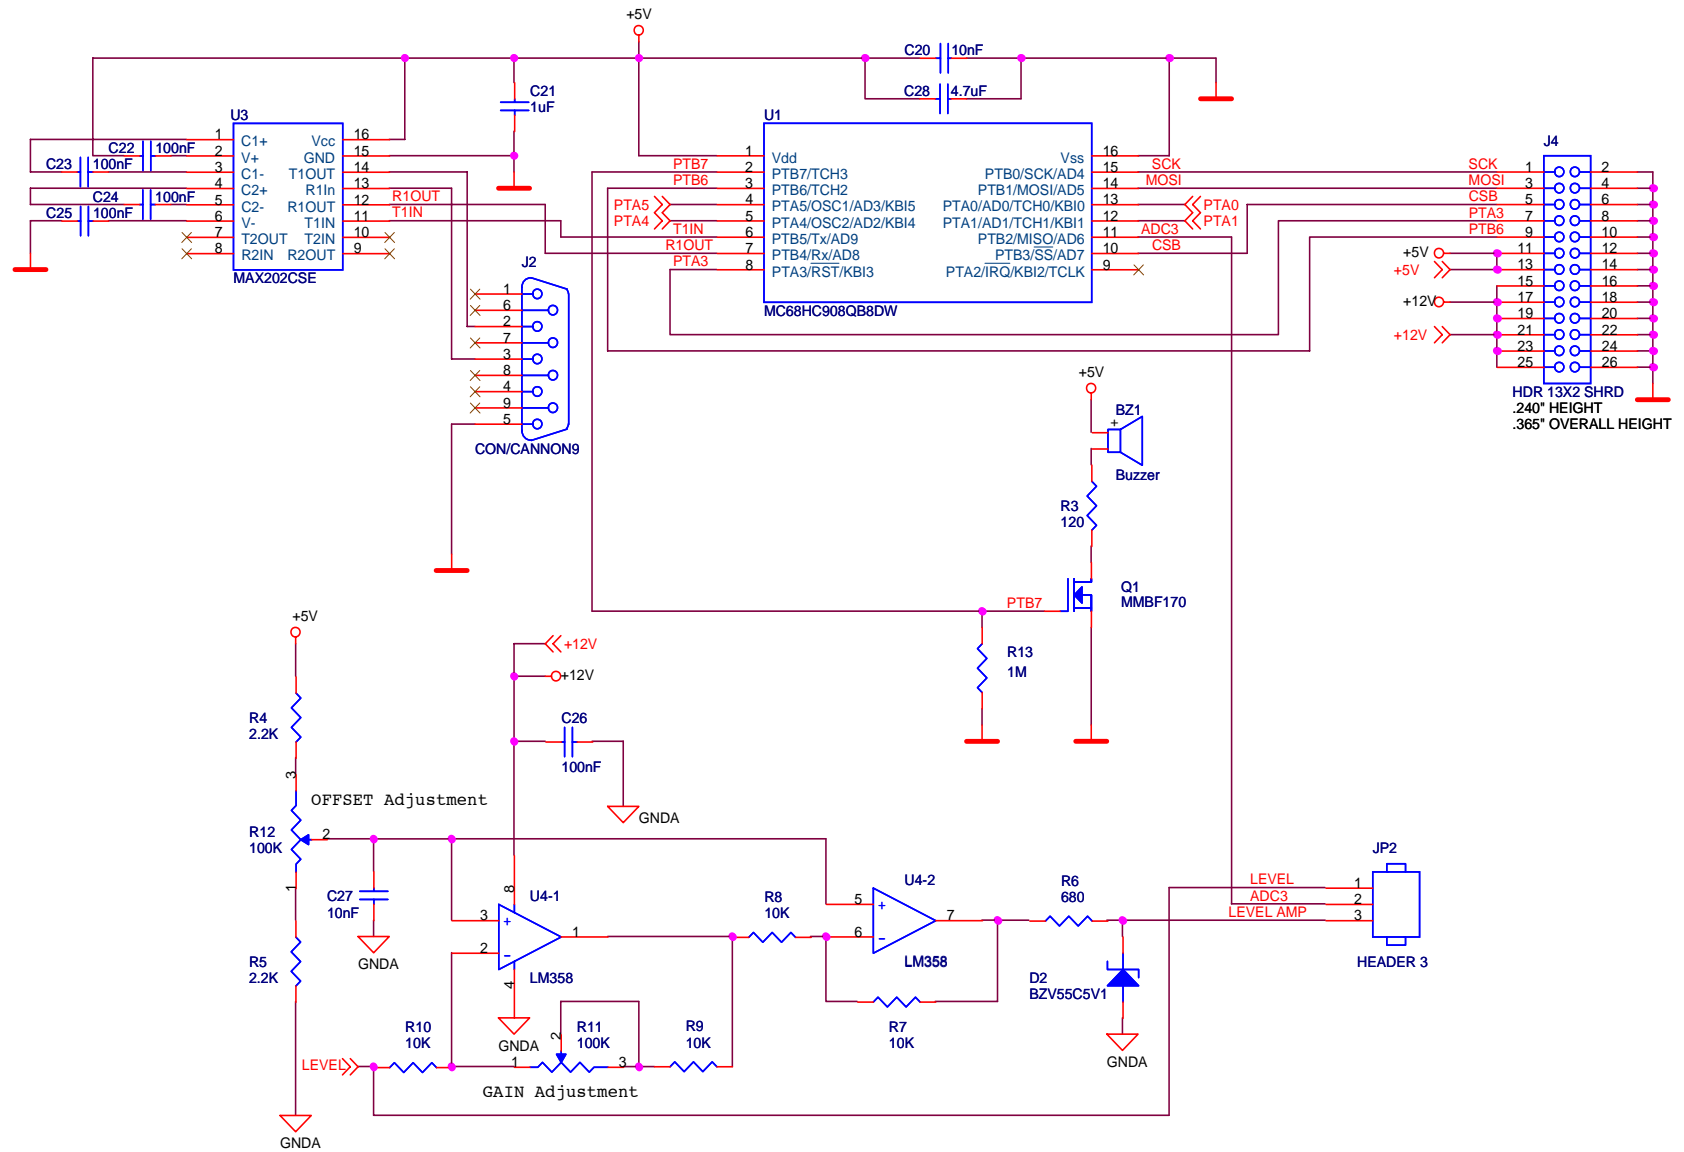 +5V
C20 10nF
C28 4.7uF
C21
1uF
U3
1 C1+ Vcc 16
2 V+ GND 15
3 C1- T1OUT 14
4 C2+ R1In 13
5 C2- R1OUT 12
6 V- T1IN 11
7 T2OUT T2IN 10
8 R2IN R2OUT 9
MAX202CSE
C22 100nF
C23 100nF
C24 100nF
C25 100nF
R1OUT
T1IN
U1
1 Vdd Vss 16
PTB7 2 PTB7/TCH3 PTB0/SCK/AD4 15 SCK
PTB6 3 PTB6/TCH2 PTB1/MOSI/AD5 14 MOSI
PTA5 4 PTA5/OSC1/AD3/KBI5 PTA0/AD0/TCH0/KBI0 13 PTA0
PTA4 5 PTA4/OSC2/AD2/KBI4 PTA1/AD1/TCH1/KBI1 12 PTA1
T1IN 6 PTB5/Tx/AD9 PTB2/MISO/AD6 11 ADC3
R1OUT 7 PTB4/Rx/AD8 PTB3/SS/AD7 10 CSB
PTA3 8 PTA3/RST/KBI3 PTA2/IRQ/KBI2/TCLK 9
MC68HC908QB8DW
J4
SCK 1 2
MOSI 3 4
CSB 5 6
PTA3 7 8
PTB6 9 10
+5V 11 12
+5V 13 14
15 16
+12V 17 18
19 20
+12V 21 22
23 24
25 26
HDR 13X2 SHRD
.240" HEIGHT
.365" OVERALL HEIGHT
J2
1
6
2
7
3
8
4
9
5
CON/CANNON9
+5V
BZ1
+
Buzzer
R3
120
Q1
MMBF170
PTB7
R13
1M
+5V
R4
2.2K
3
OFFSET Adjustment
R12
100K
2
1
R5
2.2K
GNDA
C27
10nF
GNDA
+12V
+12V
C26
100nF
GNDA
U4-1
8
3 +
2 -
1
4
LM358
GNDA
LEVEL
R10
10K
1
2
R11
100K
3
GAIN Adjustment
R9
10K
R8
10K
U4-2
5 +
6 -
7
LM358
R7
10K
R6
680
D2
BZV55C5V1
GNDA
JP2
LEVEL 1
ADC3 2
LEVEL AMP 3
HEADER 3